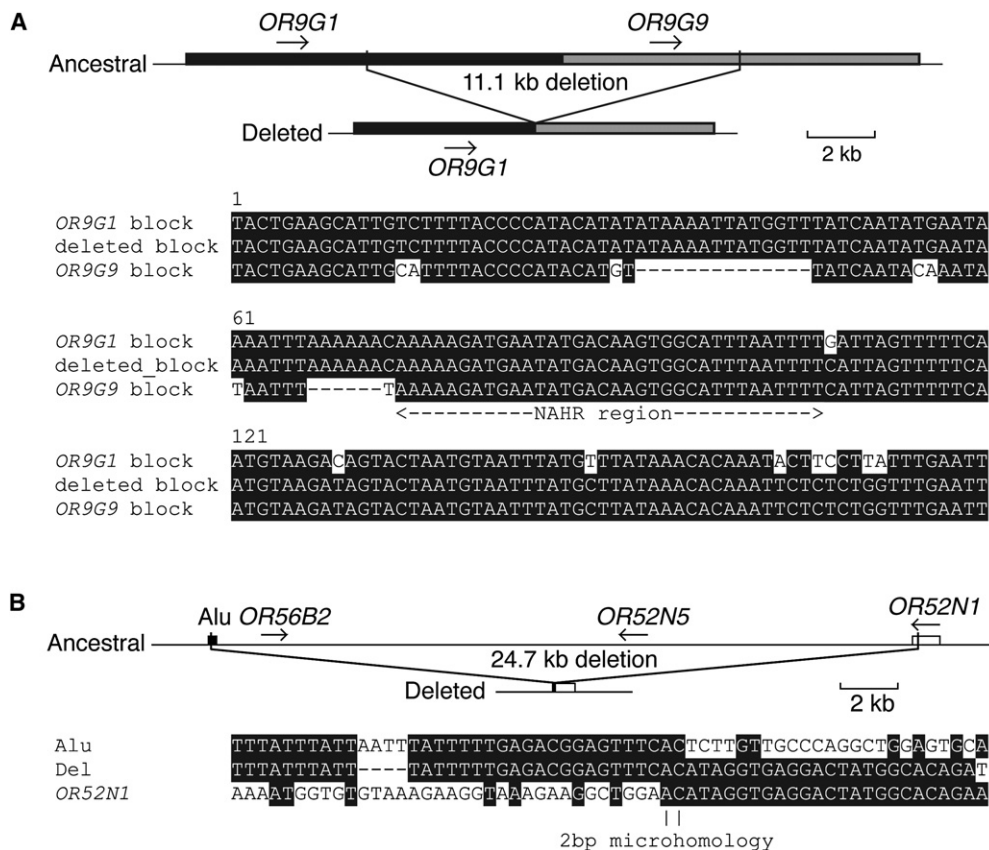 A
OR9G1 OR9G9
Ancestral
11.1 kb deletion
Deleted
OR9G1
2 kb
1
OR9G1 block TACTGAAGCATTGTCTTTTACCCCATACATATATAAAATTATGGTTTATCAATATGAATA
deleted block TACTGAAGCATTGTCTTTTACCCCATACATATATAAAATTATGGTTTATCAATATGAATA
OR9G9 block TACTGAAGCATTGCATTTTACCCCATACATGT--------------TATCAATACAAATA
61
OR9G1 block AAATTTAAAAAACAAAAAGATGAATATGACAAGTGGCATTTAATTTTGATTAGTTTTTCA
deleted_block AAATTTAAAAAACAAAAAGATGAATATGACAAGTGGCATTTAATTTTCATTAGTTTTTCA
OR9G9 block TAATTT------TAAAAAGATGAATATGACAAGTGGCATTTAATTTTCATTAGTTTTTCA
<-----------NAHR region----------->
121
OR9G1 block ATGTAAGACAGTACTAATGTAATTTATGTTTATAAACACAAATACTTCCTTATTTGAATT
deleted block ATGTAAGATAGTACTAATGTAATTTATGCTTATAAACACAAATTCTCTCTGGTTTGAATT
OR9G9 block ATGTAAGATAGTACTAATGTAATTTATGCTTATAAACACAAATTCTCTCTGGTTTGAATT
B
Alu OR56B2 OR52N5 OR52N1
Ancestral
24.7 kb deletion
Deleted
2 kb
Alu TTTATTTATTAATTTATTTTTGAGACGGAGTTTCACTCTTGTTGCCCAGGCTGGAGTGCA
Del TTTATTTATT----TATTTTTGAGACGGAGTTTCACATAGGTGAGGACTATGGCACAGAT
OR52N1 AAAATGGTGTGTAAAGAAGGTAAAGAAGGCTGGAACATAGGTGAGGACTATGGCACAGAA
2bp microhomology